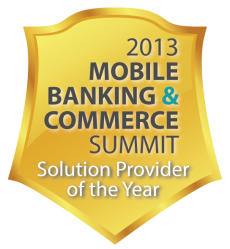 2013
MOBILE
BANKING &
COMMERCE
SUMMIT
Solution Provider
of the Year